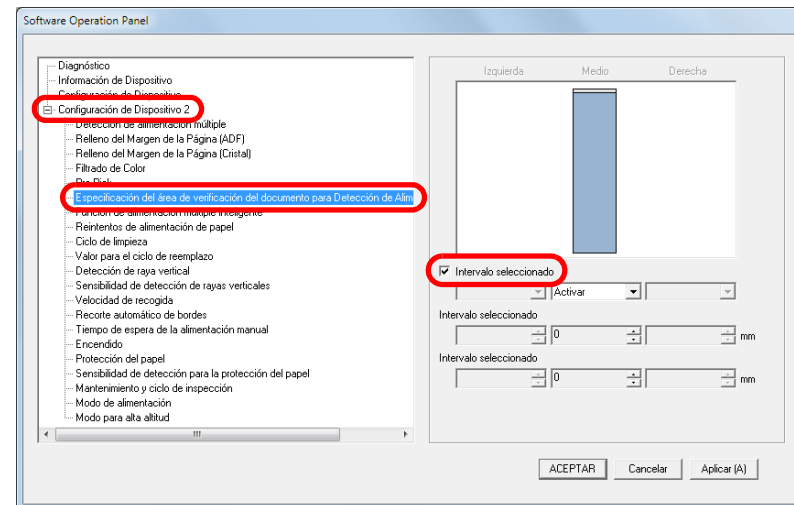 Software Operation Panel
Diagnóstico
Información de Dispositivo
Configuración de Dispositivo
Configuración de Dispositivo 2
Detección de alimentación múltiple
Relleno del Margen de la Página (ADF)
Relleno del Margen de la Página (Cristal)
Filtrado de Color
Pre-Pick
Especificación del área de verificación del documento para Detección de Alim
Función de alimentación múltiple inteligente
Reintentos de alimentación de papel
Ciclo de limpieza
Valor para el ciclo de reemplazo
Detección de raya vertical
Sensibilidad de detección de rayas verticales
Velocidad de recogida
Recorte automático de bordes
Tiempo de espera de la alimentación manual
Encendido
Protección del papel
Sensibilidad de detección para la protección del papel
Mantenimiento y ciclo de inspección
Modo de alimentación
Modo para alta altitud
Izquierda Medio Derecha
Intervalo seleccionado
Activar
Intervalo seleccionado
0 mm
Intervalo seleccionado
0 mm
ACEPTAR Cancelar Aplicar (A)